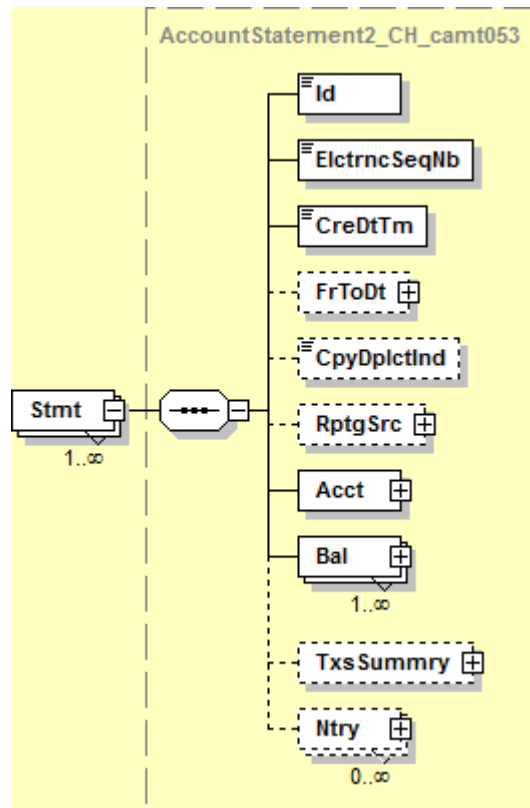 AccountStatement2_CH_camt053
Id
ElctrncSeqNb
CreDtTm
FrToDt
CpyDplctInd
Stmt
1..∞
RptgSrc
Acct
Bal
1..∞
TxsSummry
Ntry
0..∞